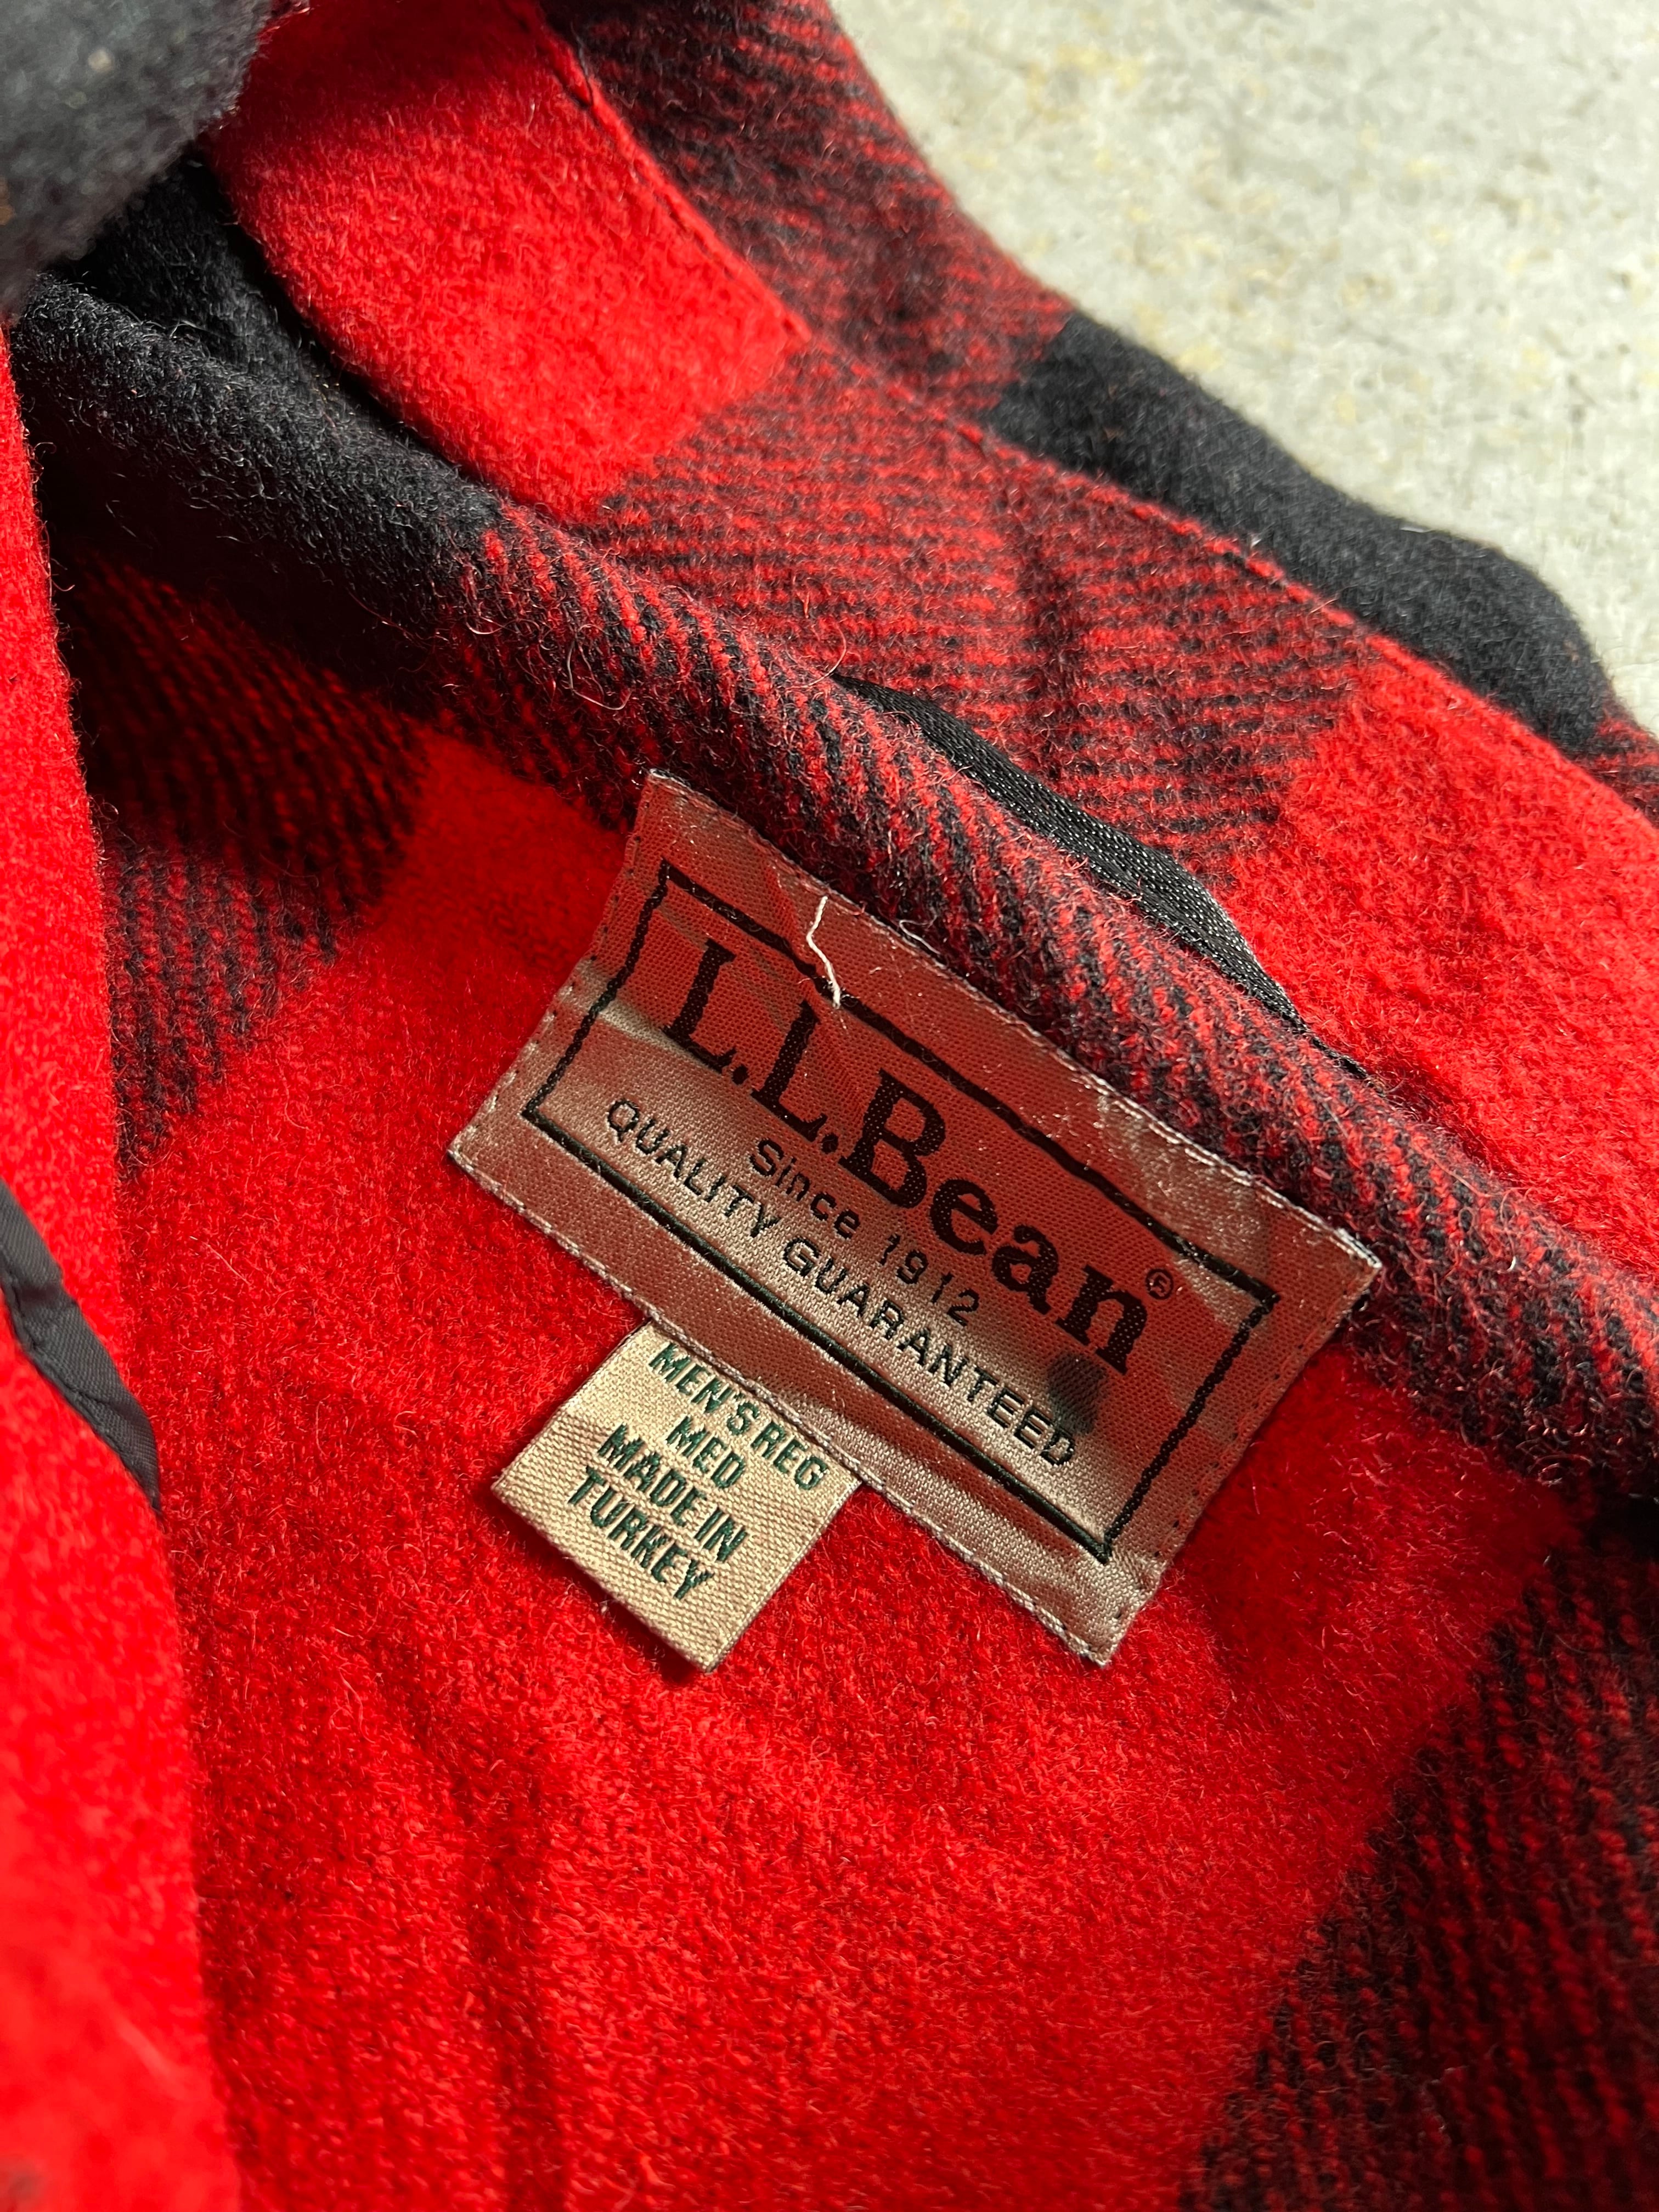 L.L.Bean®
Since 1912
QUALITY GUARANTEED
MEN'S REG
MED
MADE IN
TURKEY